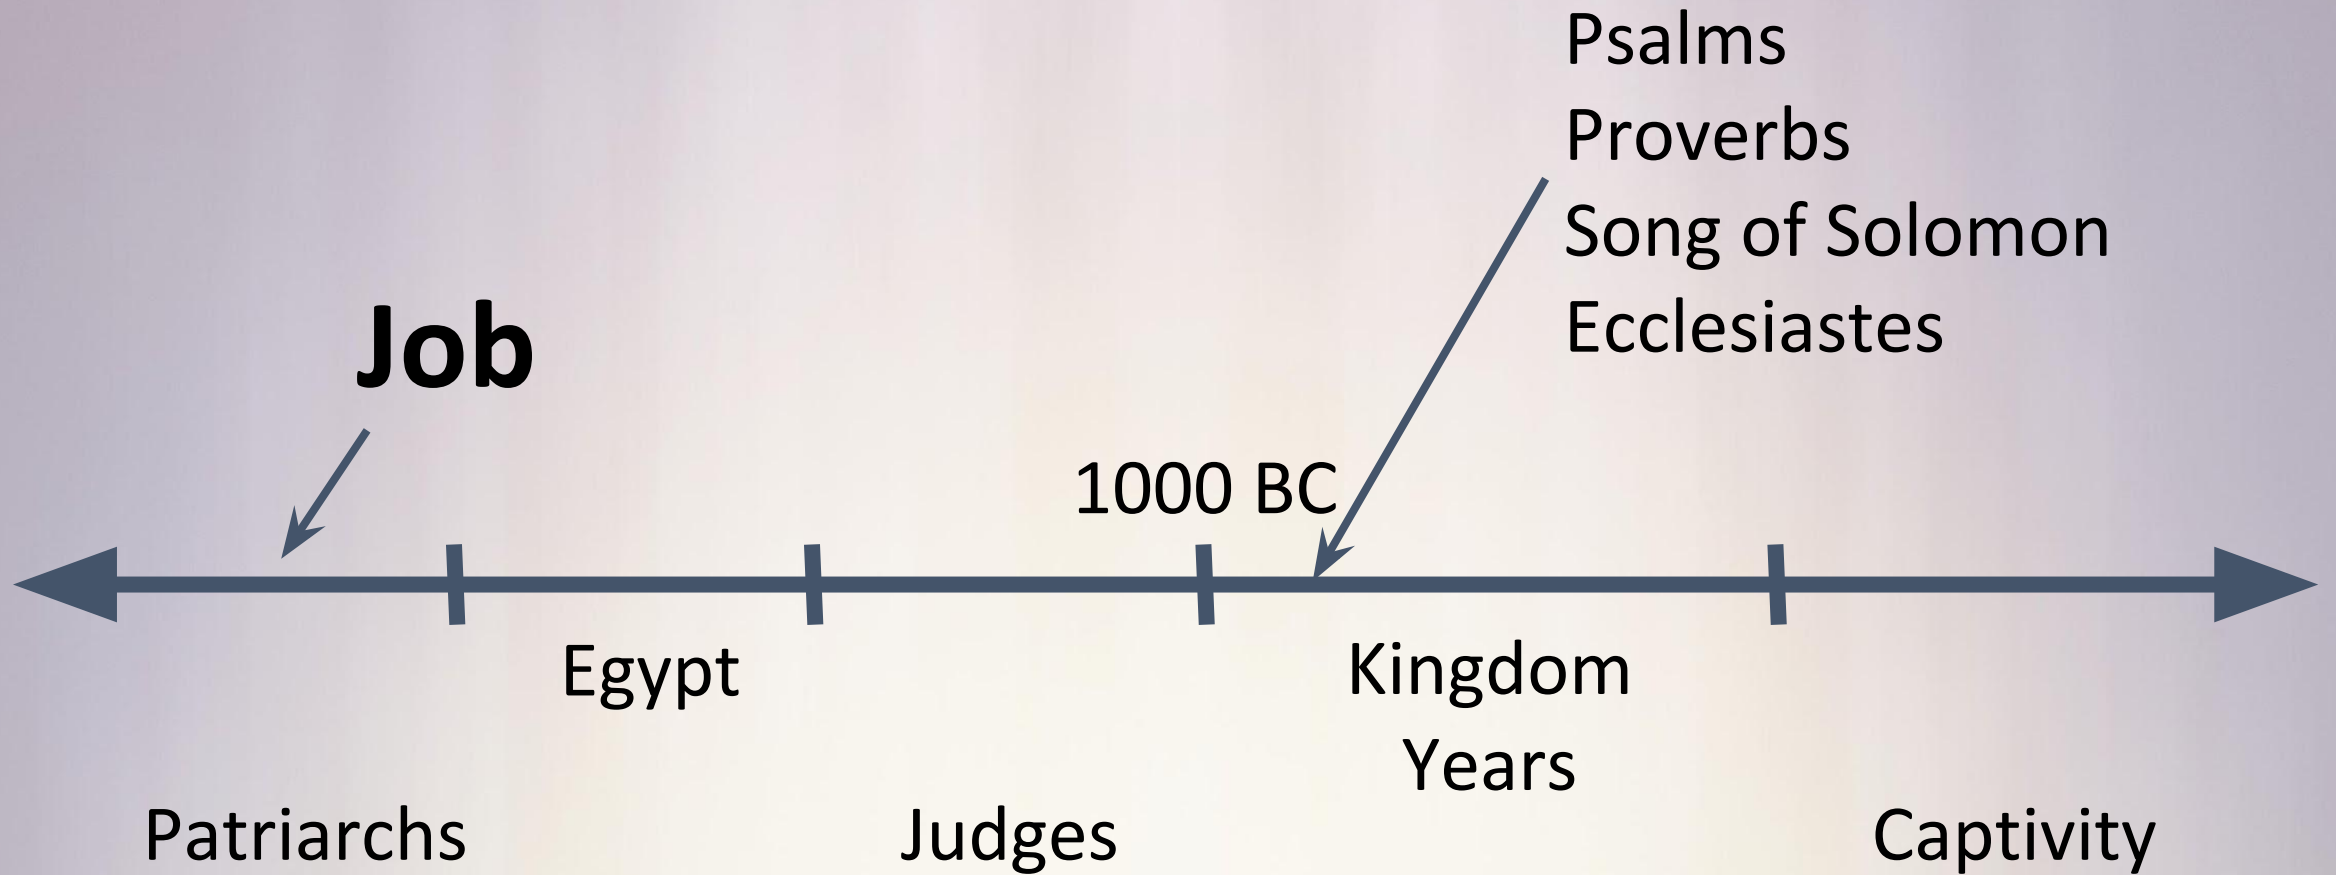 Psalms
Proverbs
Song of Solomon
Ecclesiastes
Job
1000 BC
Egypt
Kingdom
Years
Patriarchs
Judges
Captivity